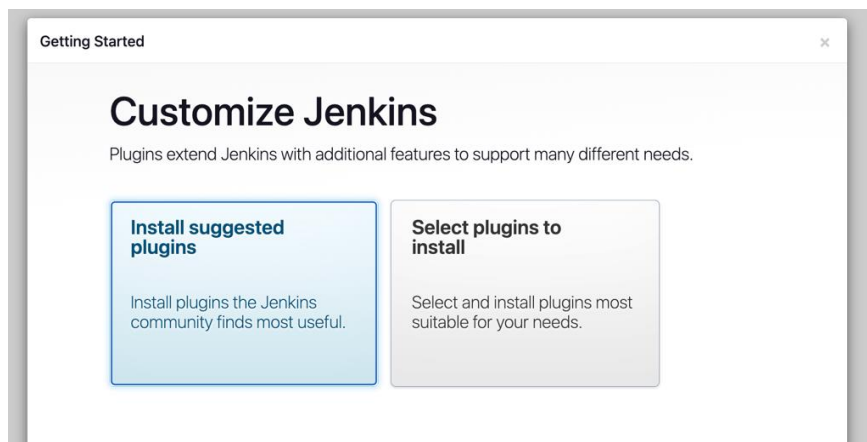 Getting Started
×
Customize Jenkins
Plugins extend Jenkins with additional features to support many different needs.
Install suggested
plugins
Install plugins the Jenkins
community finds most useful.
Select plugins to
install
Select and install plugins most
suitable for your needs.